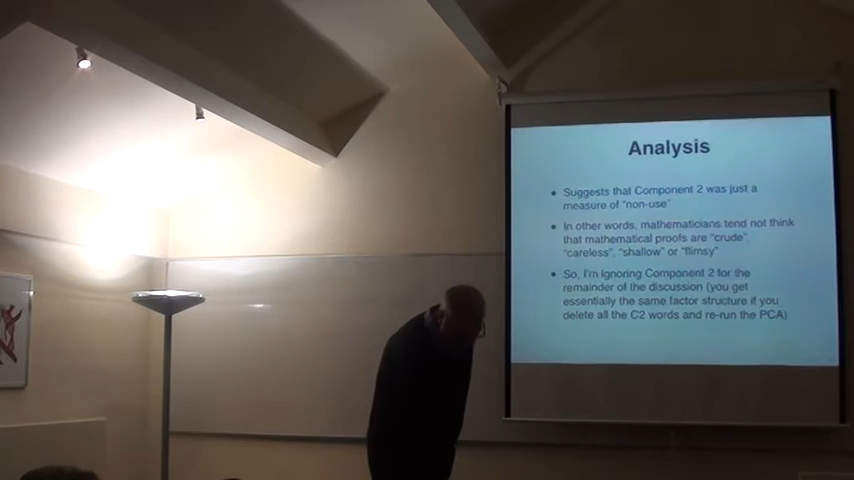 Analysis
• Suggests that Component 2 was just a
measure of "non-use"
• In other words, mathematicians tend not think
that mathematical proofs are "crude",
"careless", "shallow" or "flimsy"
• So, I'm ignoring Component 2 for the
remainder of the discussion (you get
essentially the same factor structure if you
delete all the C2 words and re-run the PCA)